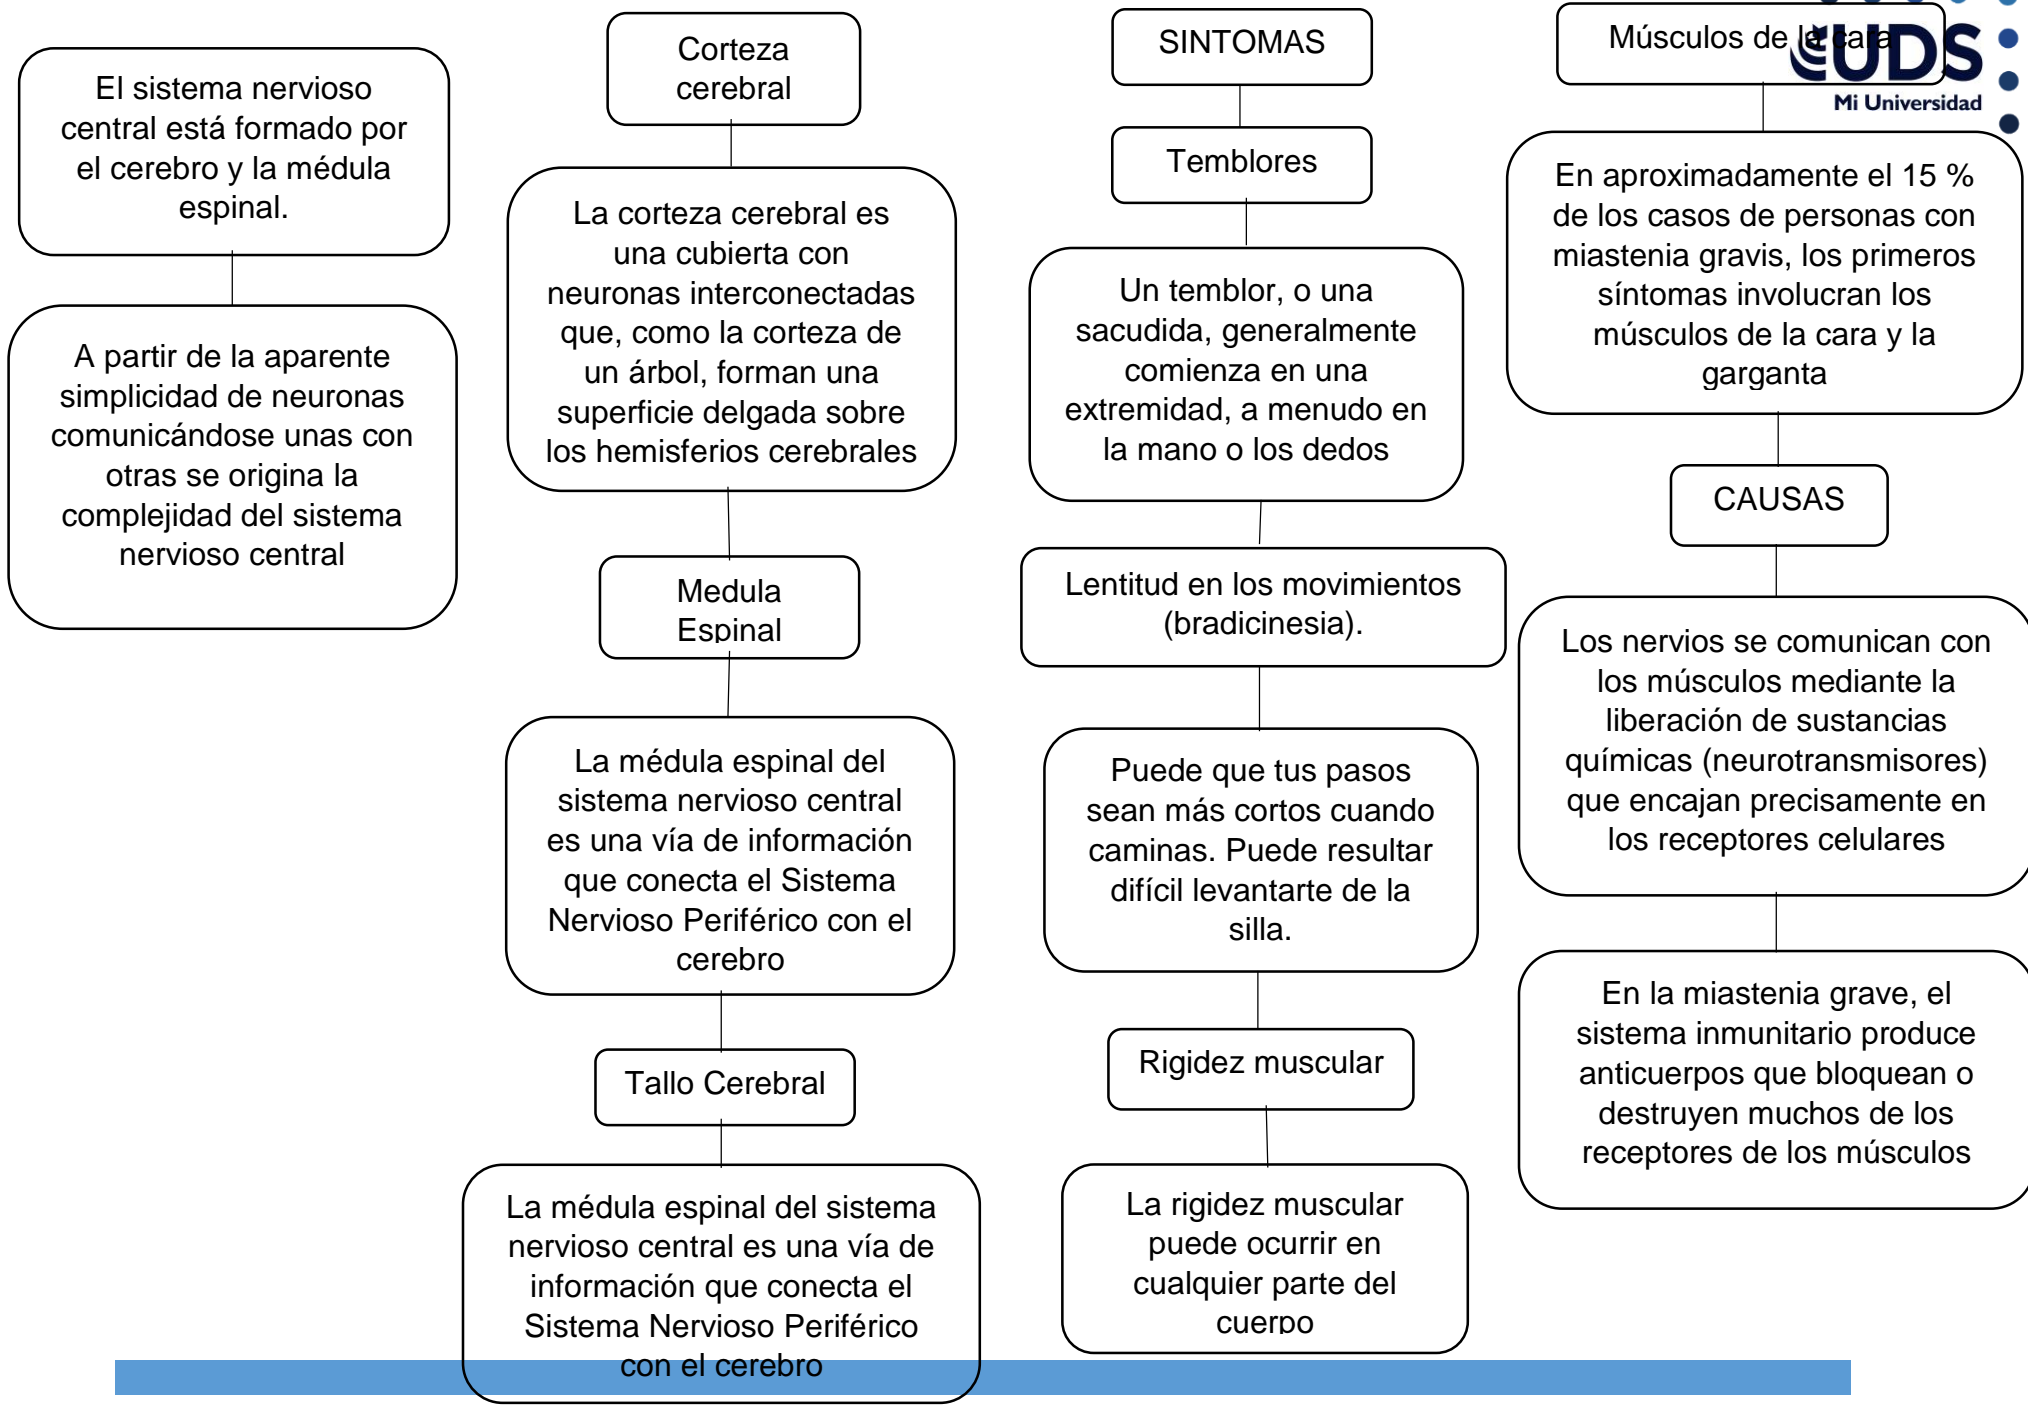 El sistema nervioso
central está formado por
el cerebro y la médula
espinal.
A partir de la aparente
simplicidad de neuronas
comunicándose unas con
otras se origina la
complejidad del sistema
nervioso central
Corteza
cerebral
La corteza cerebral es
una cubierta con
neuronas interconectadas
que, como la corteza de
un árbol, forman una
superficie delgada sobre
los hemisferios cerebrales
Medula
Espinal
La médula espinal del
sistema nervioso central
es una vía de información
que conecta el Sistema
Nervioso Periférico con el
cerebro
Tallo Cerebral
La médula espinal del sistema
nervioso central es una vía de
información que conecta el
Sistema Nervioso Periférico
con el cerebro
SINTOMAS
Temblores
Un temblor, o una
sacudida, generalmente
comienza en una
extremidad, a menudo en
la mano o los dedos
Lentitud en los movimientos
(bradicinesia).
Puede que tus pasos
sean más cortos cuando
caminas. Puede resultar
difícil levantarte de la
silla.
Rigidez muscular
La rigidez muscular
puede ocurrir en
cualquier parte del
cuerpo
Músculos de la cara
UDS
Mi Universidad
En aproximadamente el 15 %
de los casos de personas con
miastenia gravis, los primeros
síntomas involucran los
músculos de la cara y la
garganta
CAUSAS
Los nervios se comunican con
los músculos mediante la
liberación de sustancias
químicas (neurotransmisores)
que encajan precisamente en
los receptores celulares
En la miastenia grave, el
sistema inmunitario produce
anticuerpos que bloquean o
destruyen muchos de los
receptores de los músculos